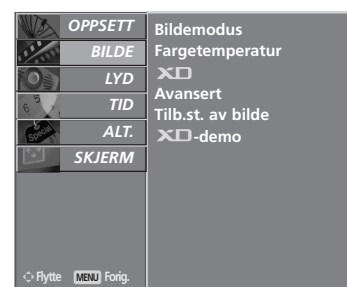 OPPSETT
BILDE
LYD
TID
Special
ALT.
SKJERM
Bildemodus
Fargetemperatur
XD
Avansert
Tilb.st. av bilde
XD-demo
Flytte MENU Forig.